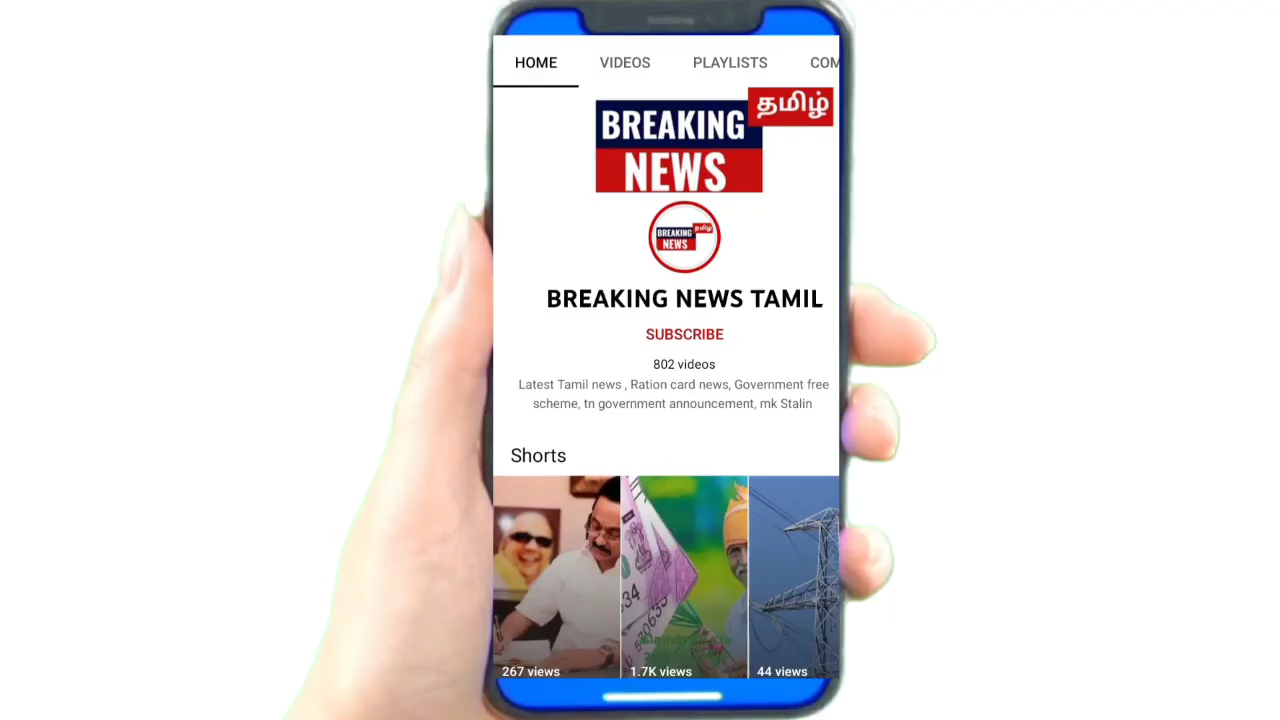 HOME VIDEOS PLAYLISTS COM
தமிழ்
BREAKING
NEWS
BREAKING தமிழ்
NEWS
BREAKING NEWS TAMIL
SUBSCRIBE
802 videos
Latest Tamil news , Ration card news, Government free
scheme, tn government announcement, mk Stalin
Shorts
267 views 1.7K views 44 views